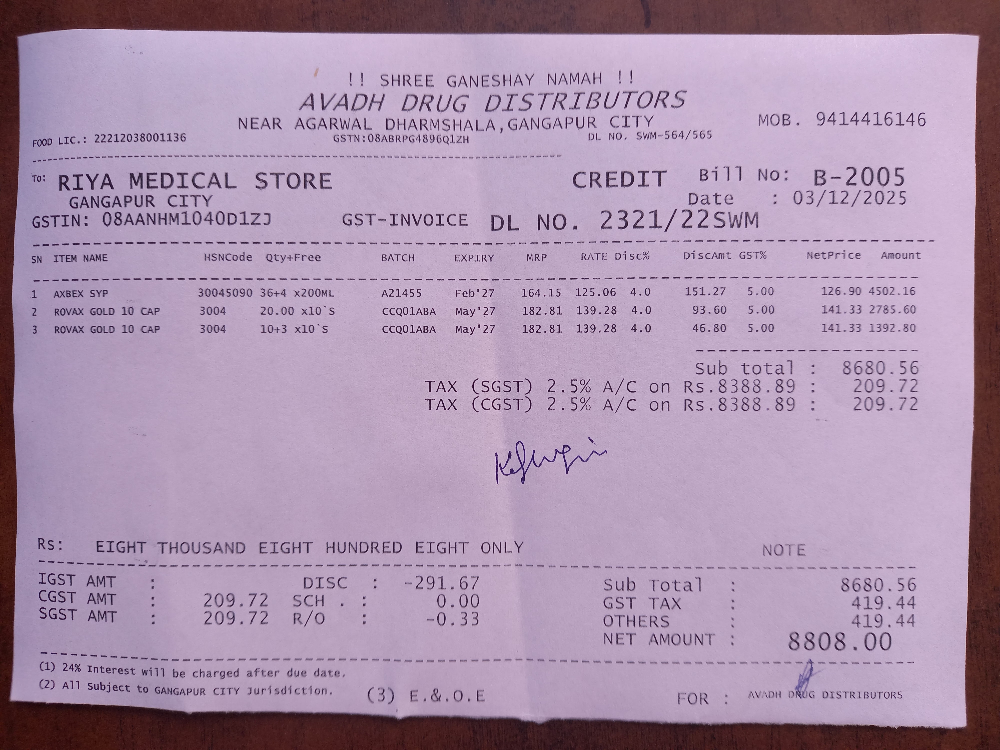 !! SHREE GANESHAY NAMAH !!
AVADH DRUG DISTRIBUTORS
NEAR AGARWAL DHARMSHALA,GANGAPUR CITY MOB. 9414416146
FOOD LIC.: 22212038001136 GSTN:08ABRPG4896Q1ZH DL NO. SWM-564/565
To: RIYA MEDICAL STORE CREDIT Bill No: B-2005
GANGAPUR CITY Date : 03/12/2025
GSTIN: 08AANHM1040D1ZJ GST-INVOICE DL NO. 2321/22SWM
SN ITEM NAME HSNCode Qty+Free BATCH EXPIRY MRP RATE Disc% DiscAmt GST% NetPrice Amount
1 AXBEX SYP 30045090 36+4 x200ML A21455 Feb'27 164.15 125.06 4.0 151.27 5.00 126.90 4502.16
2 ROVAX GOLD 10 CAP 3004 20.00 x10`S CCQ01ABA May'27 182.81 139.28 4.0 93.60 5.00 141.33 2785.60
3 ROVAX GOLD 10 CAP 3004 10+3 x10`S CCQ01ABA May'27 182.81 139.28 4.0 46.80 5.00 141.33 1392.80
Sub total : 8680.56
TAX (SGST) 2.5% A/C on Rs.8388.89 : 209.72
TAX (CGST) 2.5% A/C on Rs.8388.89 : 209.72
Rs: EIGHT THOUSAND EIGHT HUNDRED EIGHT ONLY NOTE
IGST AMT : DISC : -291.67 Sub Total : 8680.56
CGST AMT : 209.72 SCH . : 0.00 GST TAX : 419.44
SGST AMT : 209.72 R/O : -0.33 OTHERS : 419.44
NET AMOUNT : 8808.00
(1) 24% Interest will be charged after due date.
(2) All Subject to GANGAPUR CITY Jurisdiction. (3) E.&.O.E FOR : AVADH DRUG DISTRIBUTORS